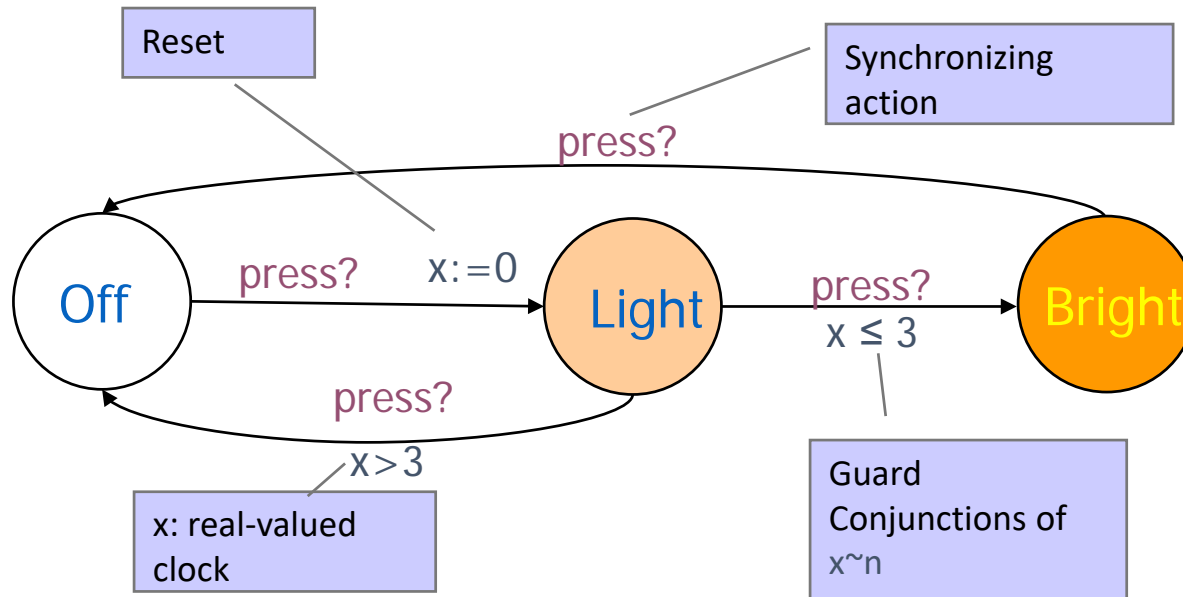 Reset
Synchronizing
action
press?
press?
x:=0
press?
Off
Light
Bright
x ≤ 3
press?
x>3
x: real-valued
clock
Guard
Conjunctions of
x~n